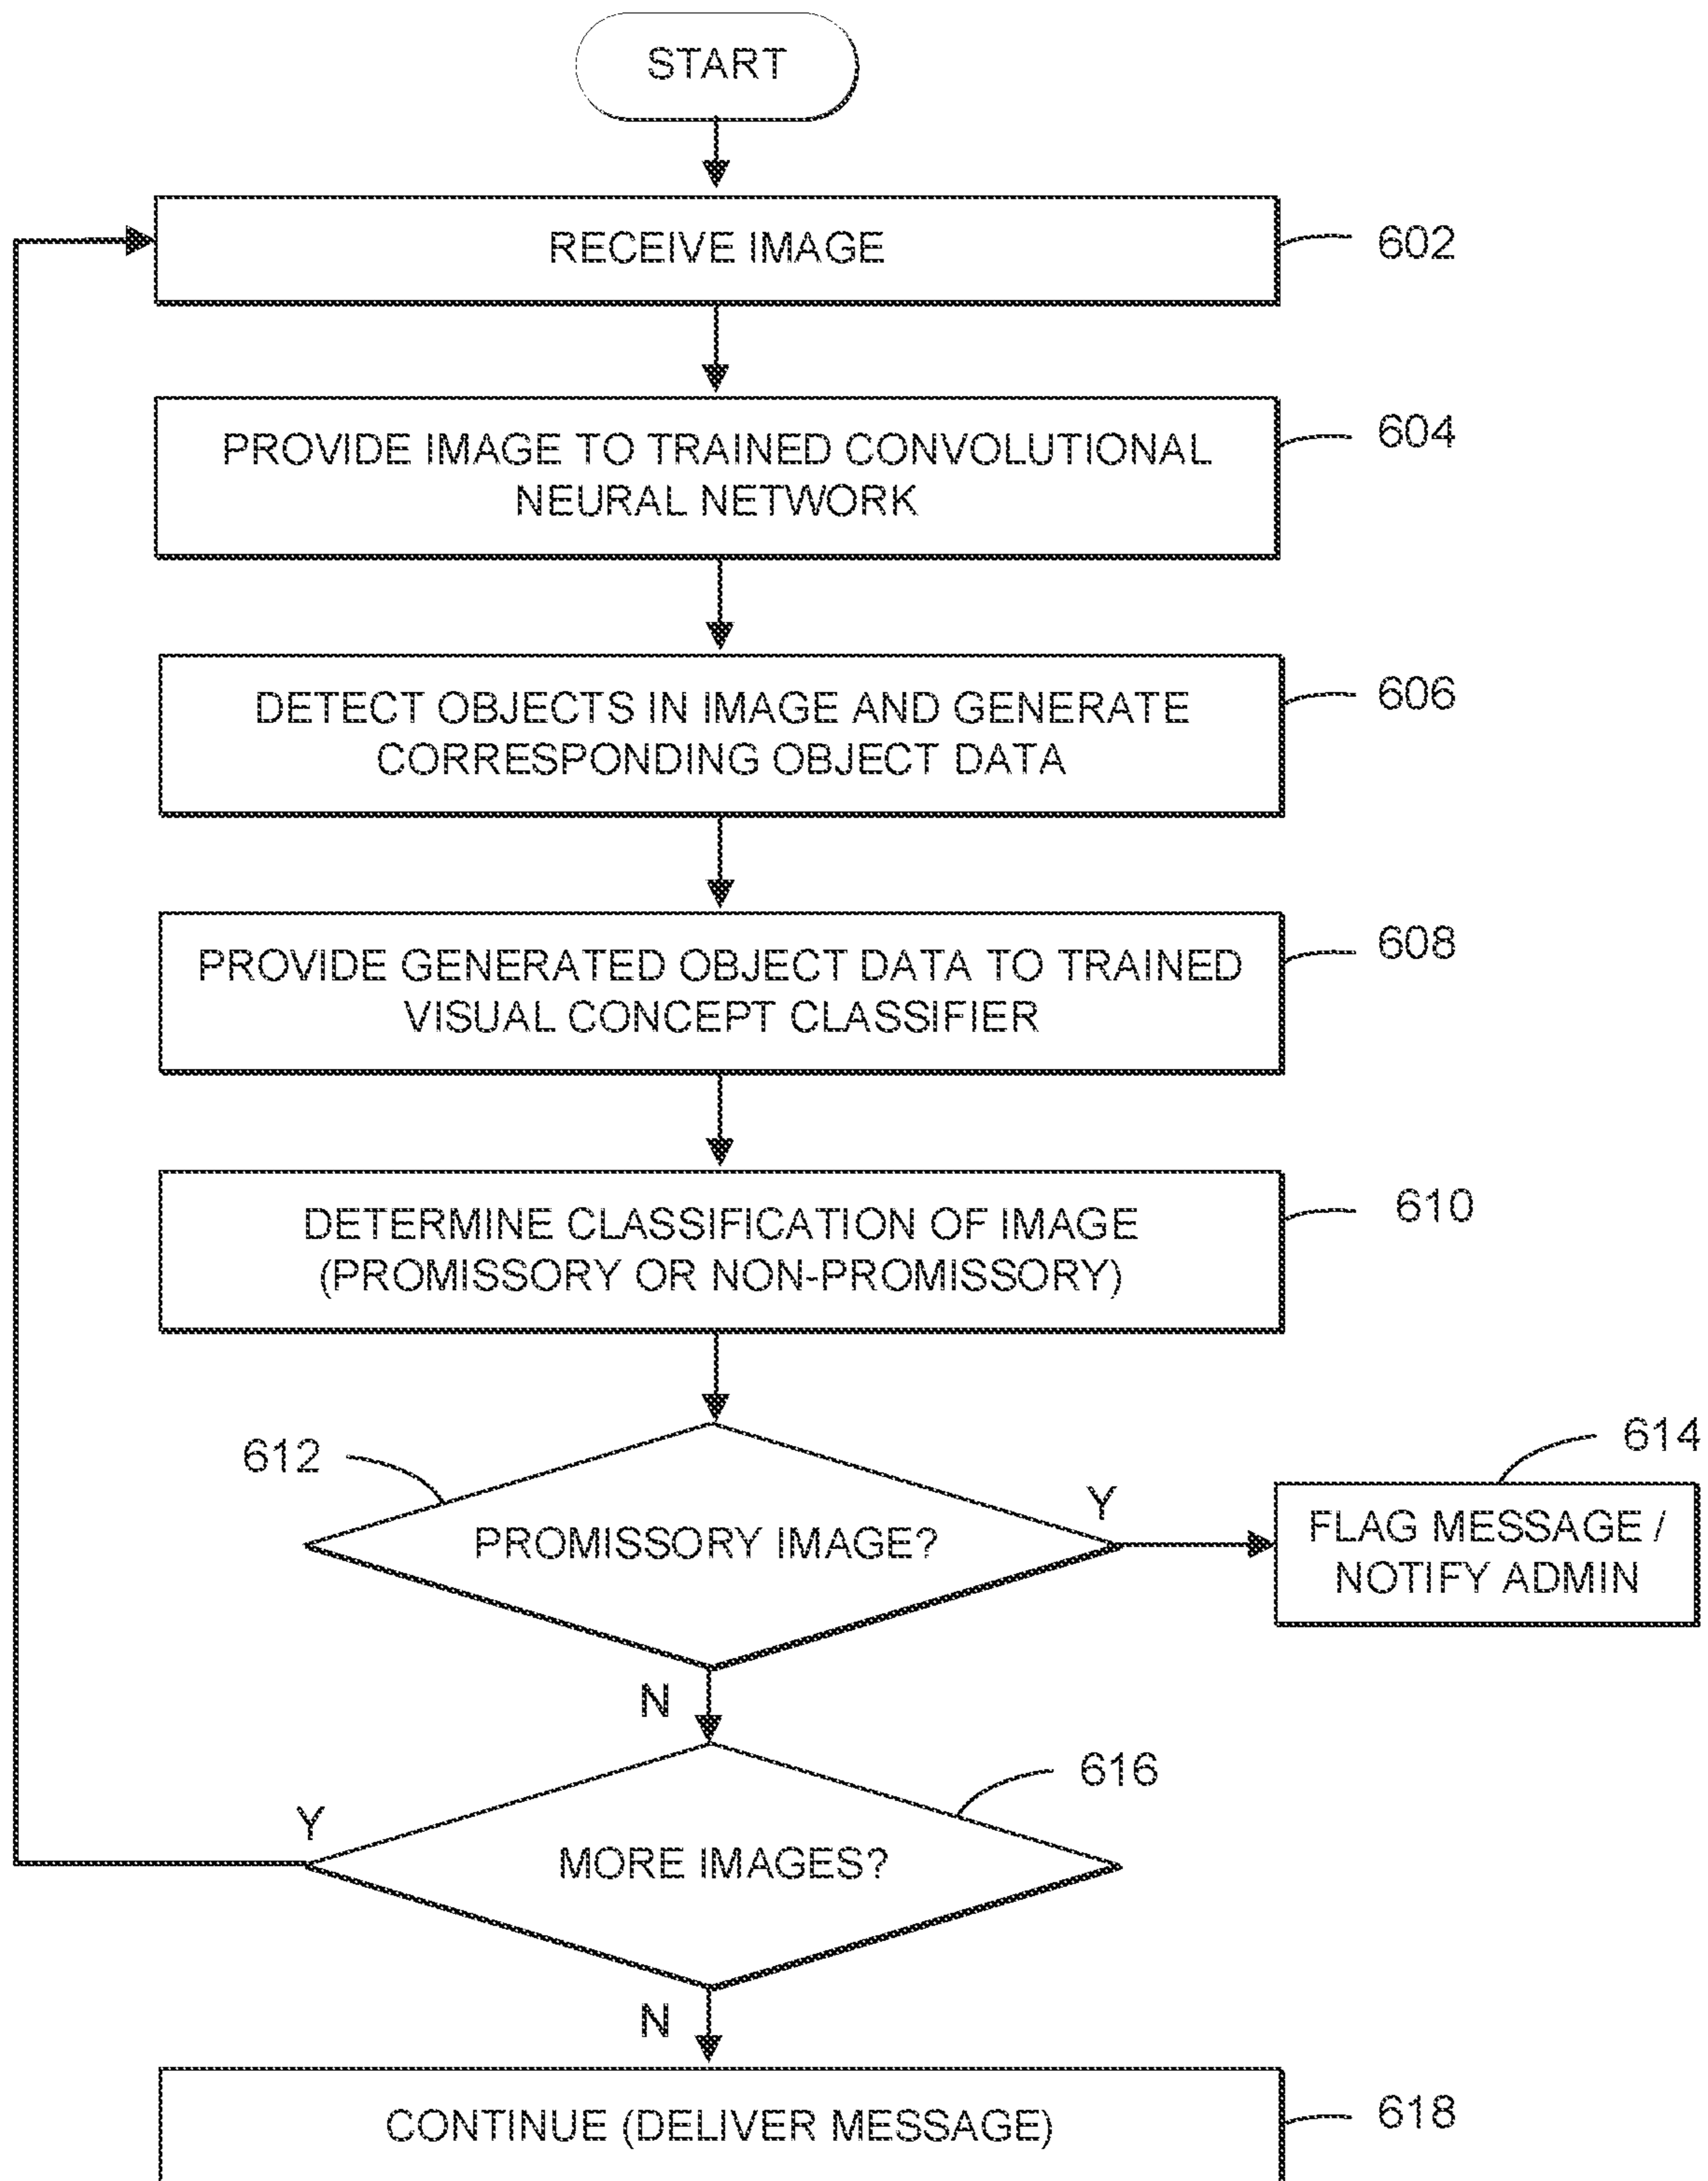 START
RECEIVE IMAGE
602
PROVIDE IMAGE TO TRAINED CONVOLUTIONAL
NEURAL NETWORK
604
DETECT OBJECTS IN IMAGE AND GENERATE
CORRESPONDING OBJECT DATA
606
PROVIDE GENERATED OBJECT DATA TO TRAINED
VISUAL CONCEPT CLASSIFIER
608
DETERMINE CLASSIFICATION OF IMAGE
(PROMISSORY OR NON-PROMISSORY)
610
612
PROMISSORY IMAGE?
Y
614
FLAG MESSAGE /
NOTIFY ADMIN
N
616
Y
MORE IMAGES?
N
CONTINUE (DELIVER MESSAGE)
618